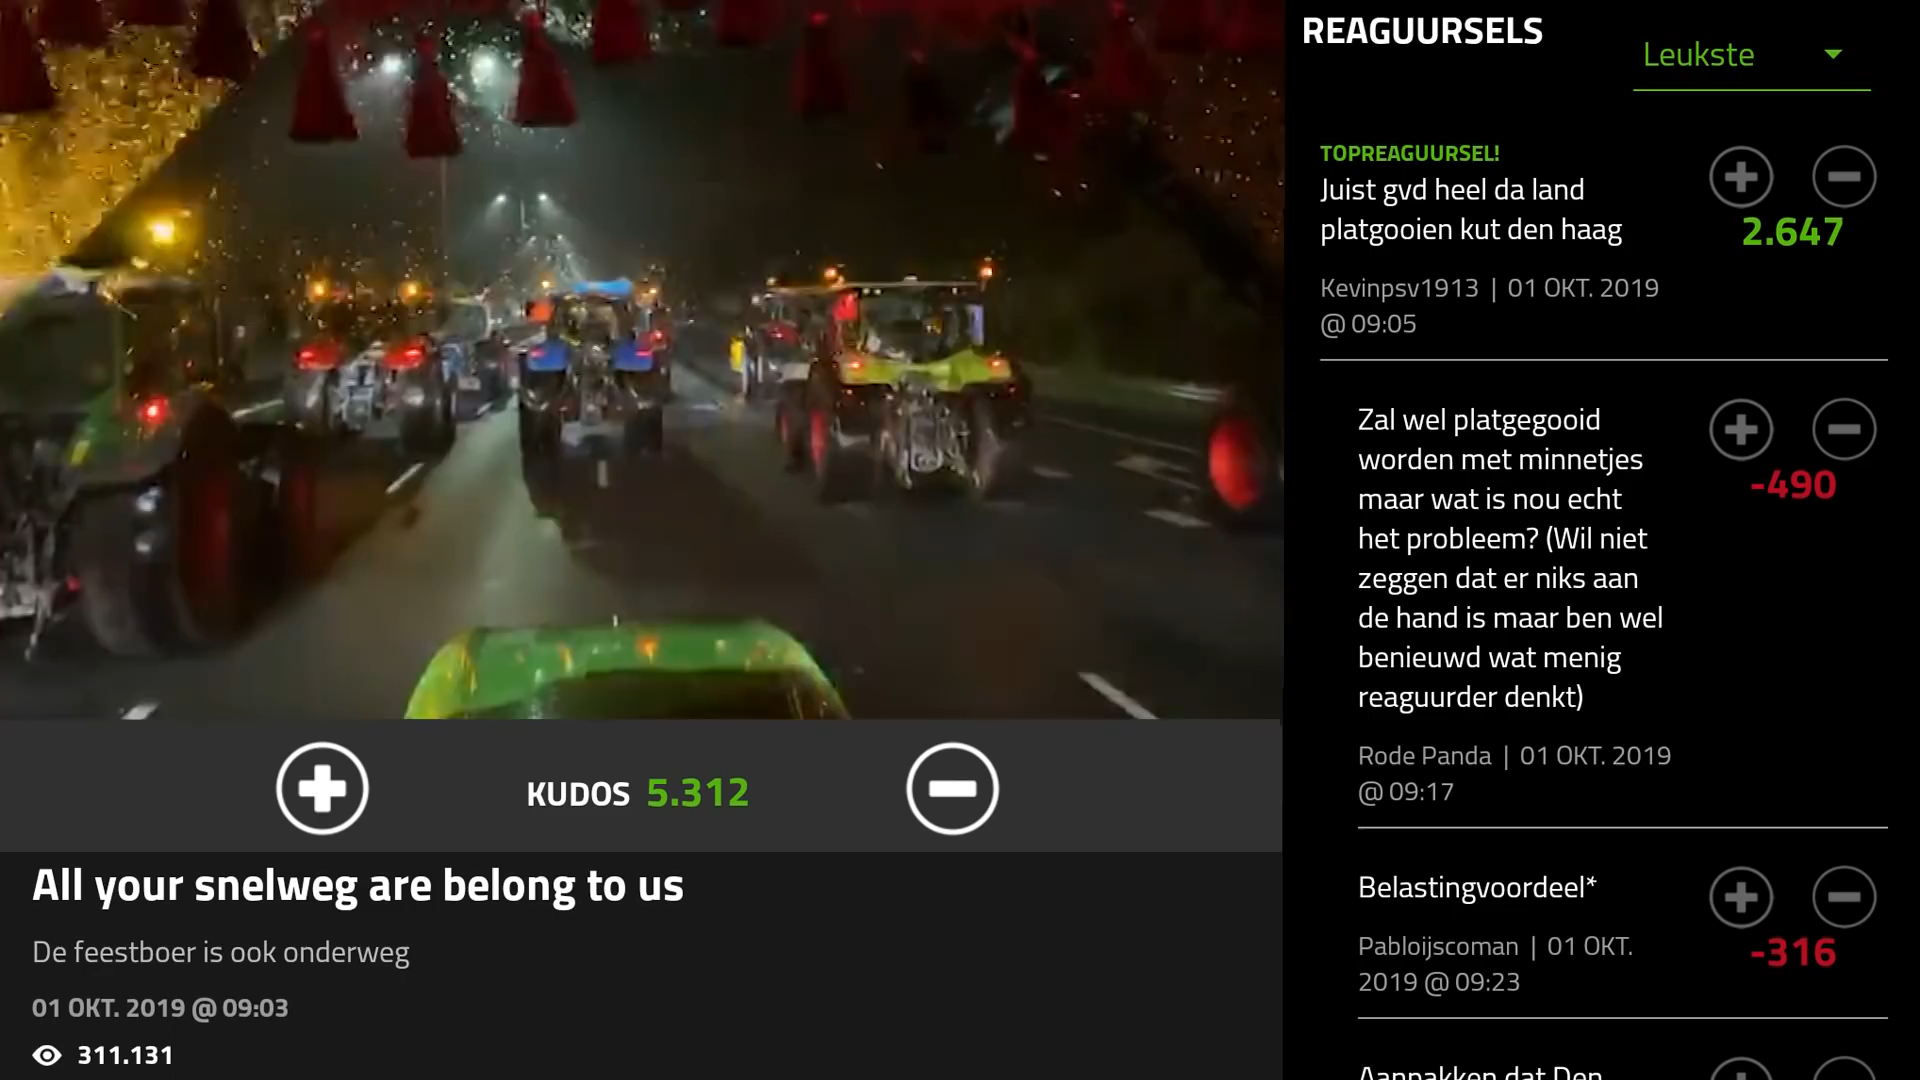 REAGUURSELS
Leukste
TOPREAGUURSEL!
Juist gvd heel da land
platgooien kut den haag
2.647
Kevinpsv1913 | 01 OKT. 2019
@ 09:05
Zal wel platgegooid
worden met minnetjes
maar wat is nou echt
het probleem? (Wil niet
zeggen dat er niks aan
de hand is maar ben wel
benieuwd wat menig
reaguurder denkt)
-490
Rode Panda | 01 OKT. 2019
@ 09:17
Belastingvoordeel*
-316
Pabloijscoman | 01 OKT.
2019 @ 09:23
Aanpakken dat Den
KUDOS 5.312
All your snelweg are belong to us
De feestboer is ook onderweg
01 OKT. 2019 @ 09:03
311.131